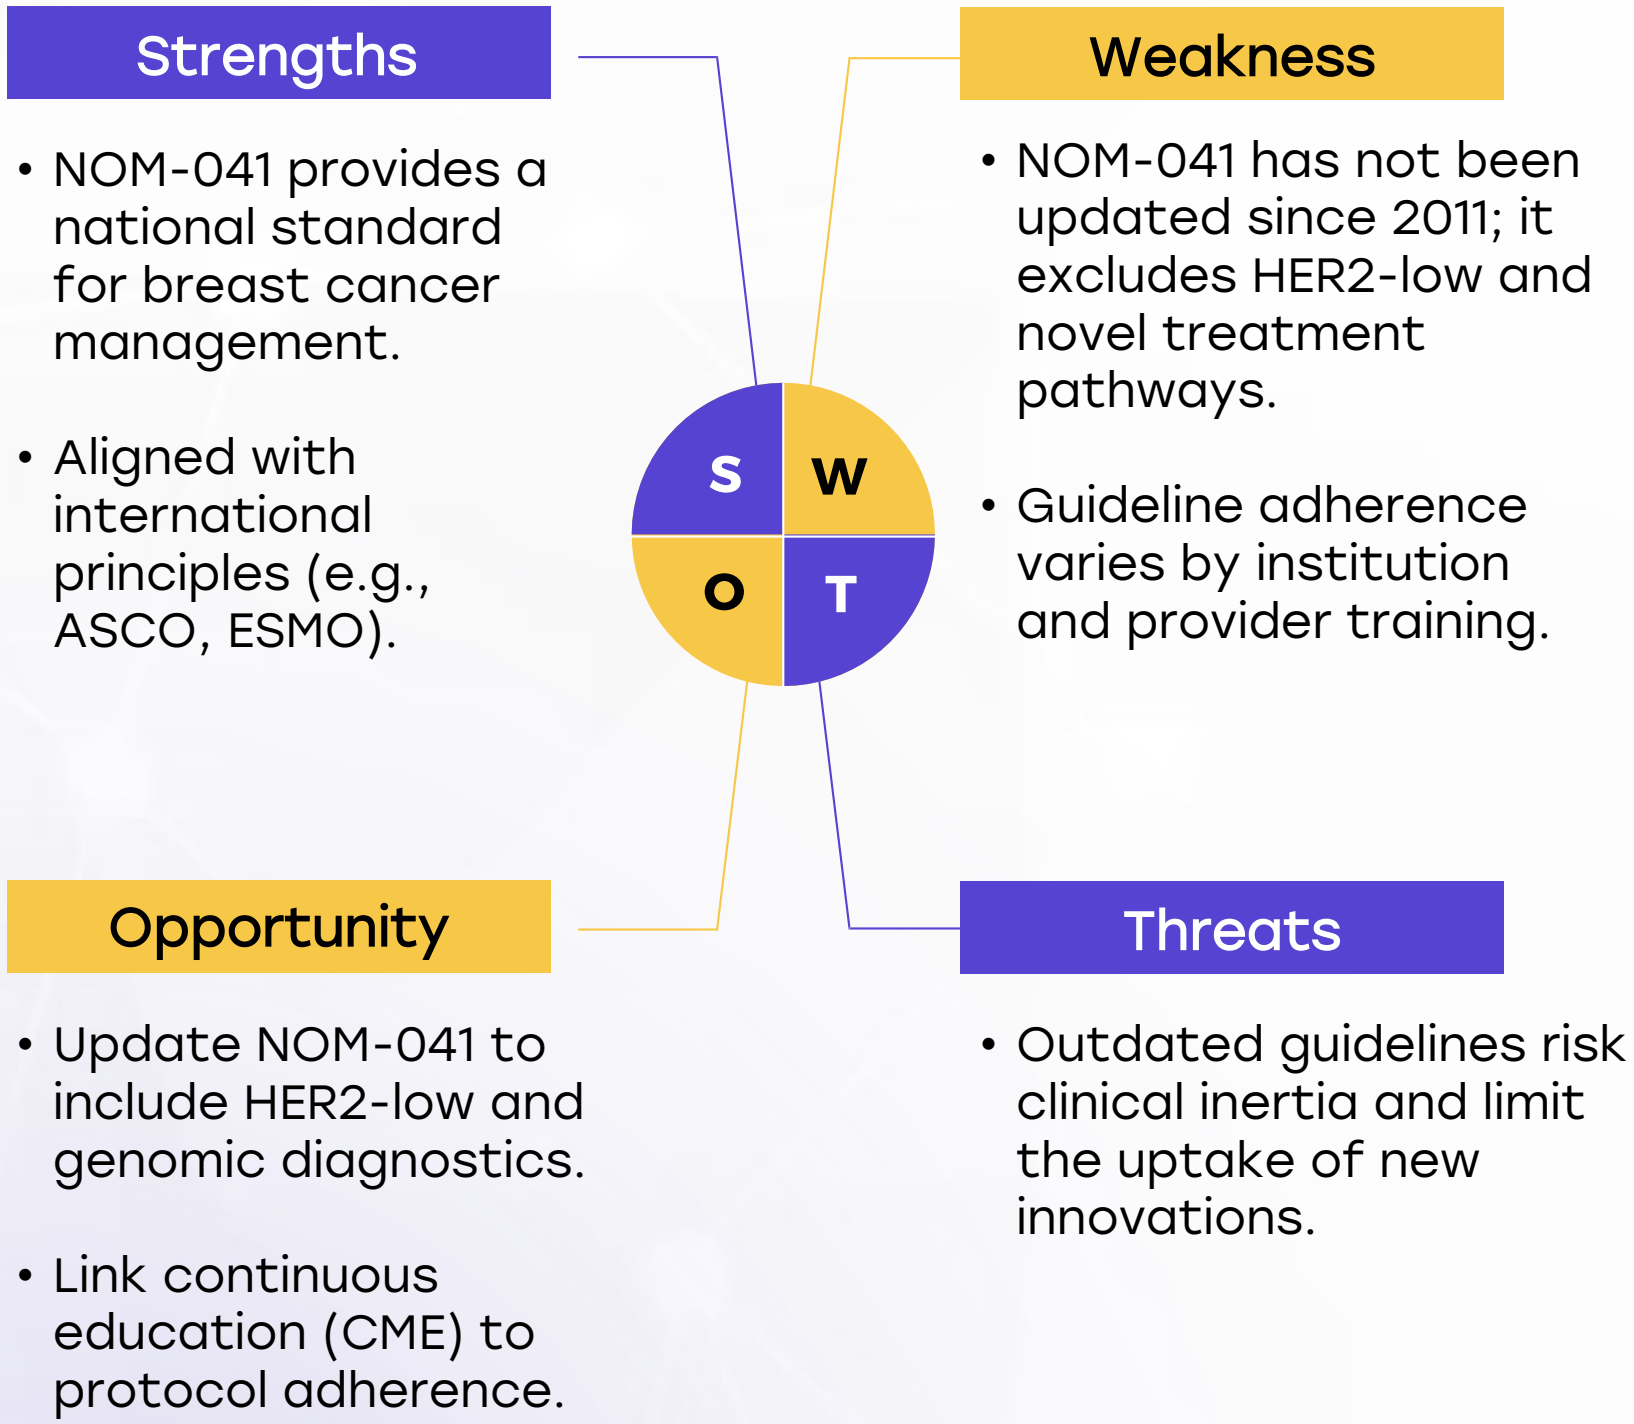 Strengths
• NOM-041 provides a
national standard
for breast cancer
management.
• Aligned with
international
principles (e.g.,
ASCO, ESMO).
Weakness
• NOM-041 has not been
updated since 2011; it
excludes HER2-low and
novel treatment
pathways.
• Guideline adherence
varies by institution
and provider training.
S W
O T
Opportunity
• Update NOM-041 to
include HER2-low and
genomic diagnostics.
• Link continuous
education (CME) to
protocol adherence.
Threats
• Outdated guidelines risk
clinical inertia and limit
the uptake of new
innovations.